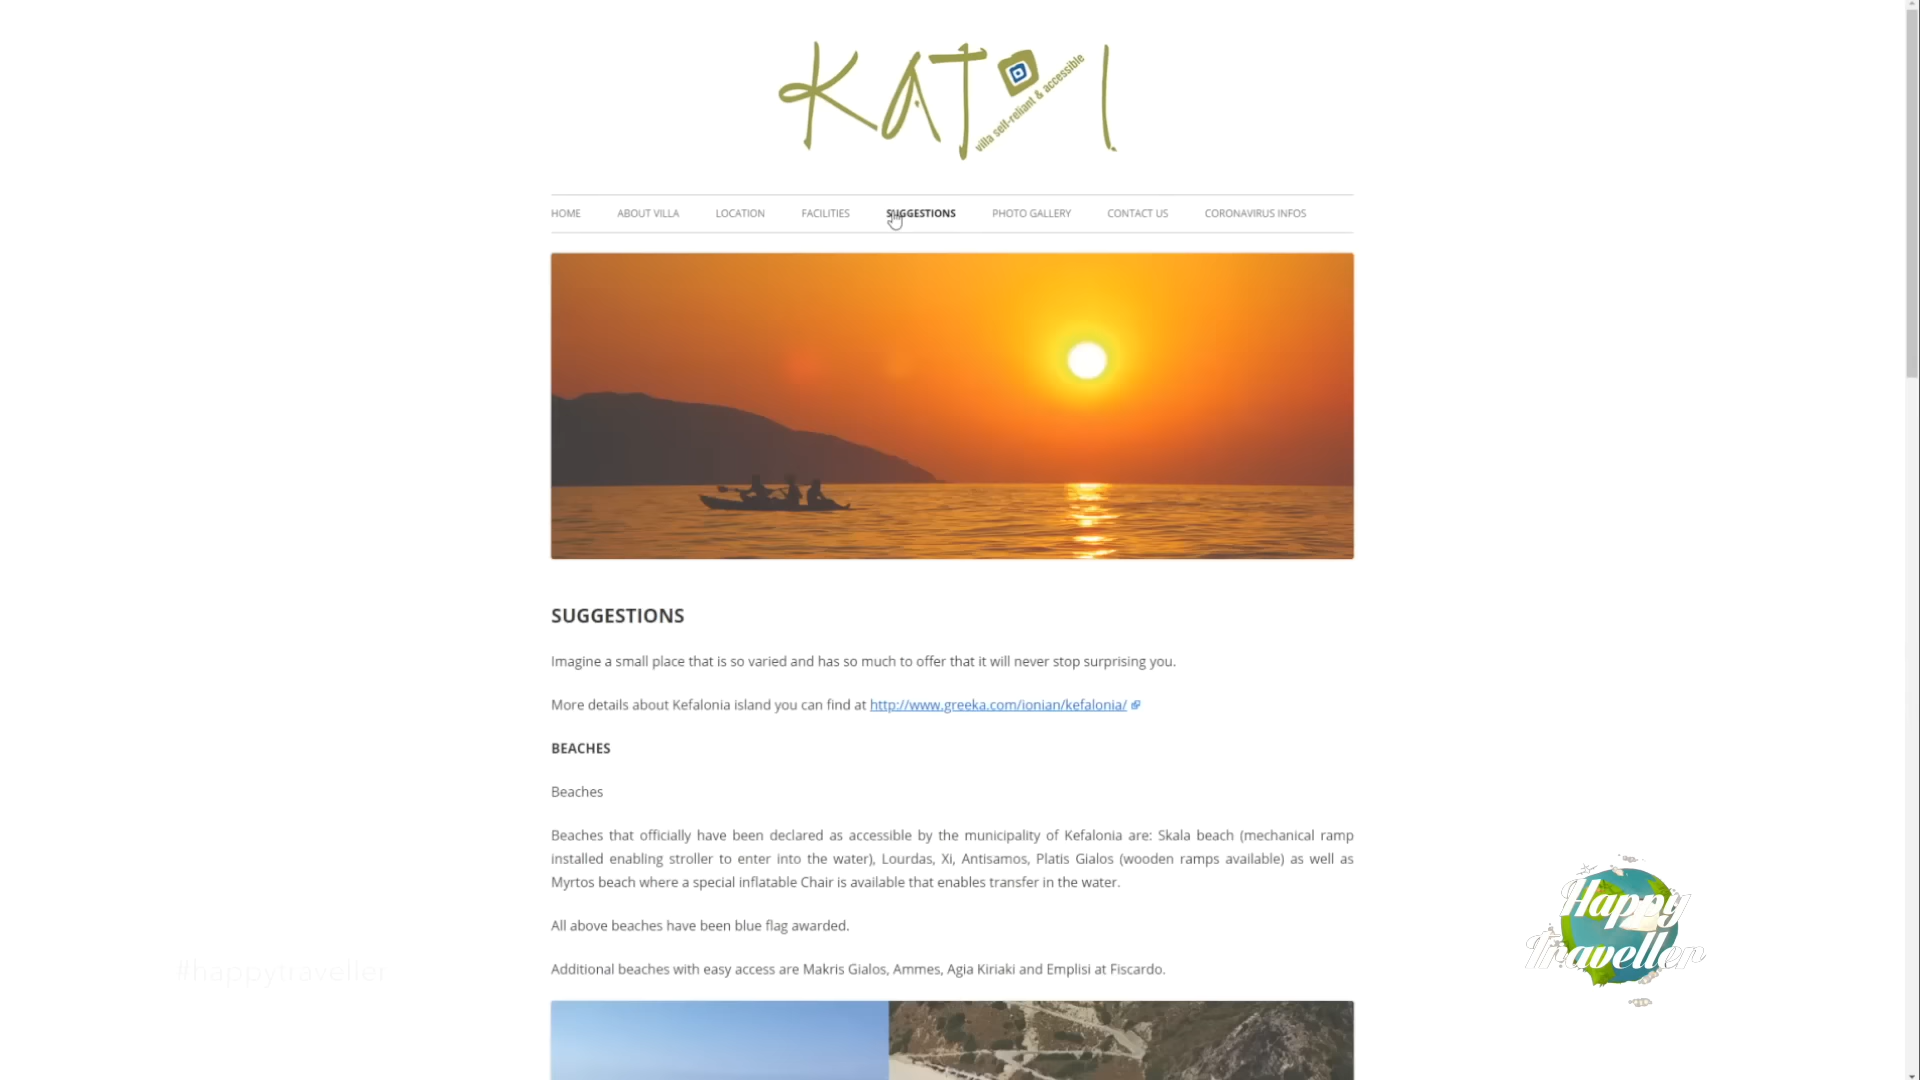 KATOI
villa self-reliant & accessible
HOME ABOUT VILLA LOCATION FACILITIES SUGGESTIONS PHOTO GALLERY CONTACT US CORONAVIRUS INFOS
SUGGESTIONS
Imagine a small place that is so varied and has so much to offer that it will never stop surprising you.
More details about Kefalonia island you can find at http://www.greeka.com/ionian/kefalonia/
BEACHES
Beaches
Beaches that officially have been declared as accessible by the municipality of Kefalonia are: Skala beach (mechanical ramp
installed enabling stroller to enter into the water), Lourdas, Xi, Antisamos, Platis Gialos (wooden ramps available) as well as
Myrtos beach where a special inflatable Chair is available that enables transfer in the water.
All above beaches have been blue flag awarded.
Additional beaches with easy access are Makris Gialos, Ammes, Agia Kiriaki and Emplisi at Fiscardo.
Happy
Traveller
#happytraveller